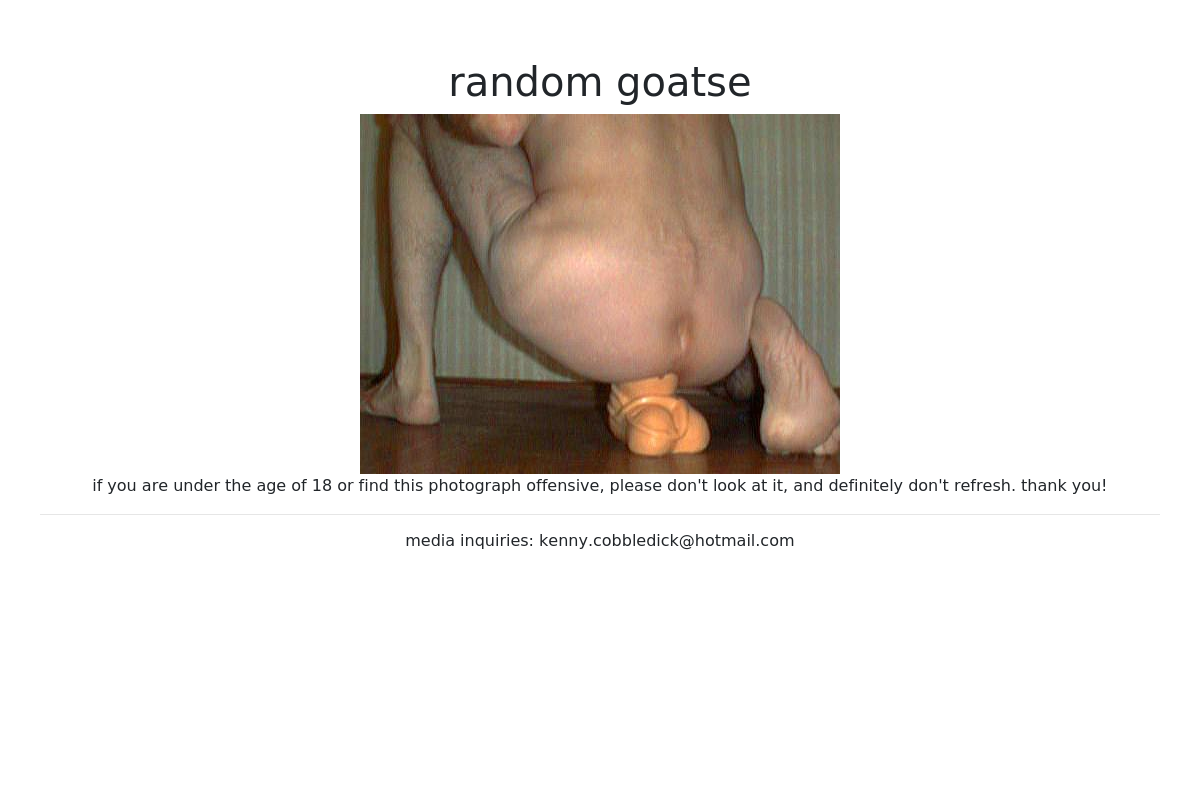 random goatse
if you are under the age of 18 or find this photograph offensive, please don't look at it, and definitely don't refresh. thank you!
media inquiries: kenny.cobbledick@hotmail.com